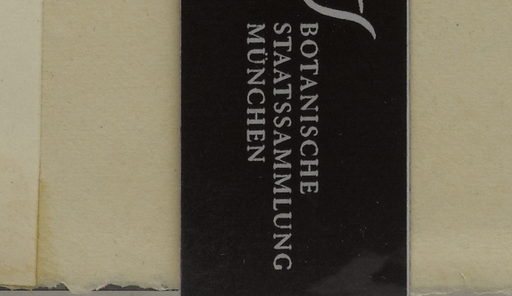 BOTANISCHE
STAATSSAMMLUNG
MÜNCHEN